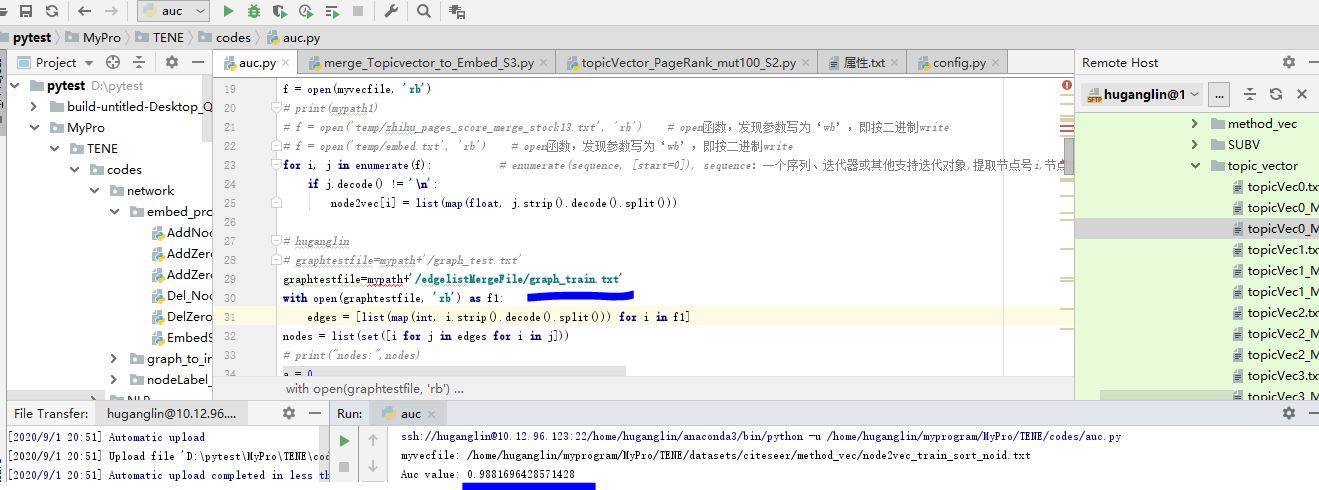 auc
pytest MyPro TENE codes auc.py
Project
auc.py merge_Topicvector_to_Embed_S3.py topicVector_PageRank_mut100_S2.py 属性.txt config.py
Remote Host
pytest D:\pytest
build-untitled-Desktop_Q
MyPro
TENE
codes
network
embed_pro
AddNod
AddZero
AddZero
Del_Nod
DelZero
EmbedS
graph_to_in
nodeLabel_
19 f = open(myvecfile, 'rb')
20 # print(mypath1)
21 # f = open('temp/zhihu_pages_score_merge_stock13.txt', 'rb') # open函数，发现参数写为‘wb’，即按二进制write
22 # f = open('temp/embed.txt', 'rb') # open函数，发现参数写为‘wb’，即按二进制write
23 for i, j in enumerate(f): # enumerate(sequence, [start=0]), sequence：一个序列、迭代器或其他支持迭代对象,提取节点号i,节点
24 if j.decode() != '\n':
25 node2vec[i] = list(map(float, j.strip().decode().split()))
26
27 # huganglin
28 # graphtestfile=mypath+'/graph_test.txt'
29 graphtestfile=mypath+'/edgelistMergeFile/graph_train.txt'
30 with open(graphtestfile, 'rb') as f1:
31 edges = [list(map(int, i.strip().decode().split())) for i in f1]
32 nodes = list(set([i for j in edges for i in j]))
33 # print("nodes:",nodes)
34 a = 0
with open(graphtestfile, 'rb') ...
huganglin@1 ...
method_vec
SUBV
topic_vector
topicVec0.tx
topicVec0_M
topicVec0_M
topicVec1.tx
topicVec1_M
topicVec1_M
topicVec2.tx
topicVec2_M
topicVec2_M
topicVec3.tx
topicVec3_M
File Transfer: huganglin@10.12.96....
[2020/9/1 20:51] Automatic upload
[2020/9/1 20:51] Upload file 'D:\pytest\MyPro\TENE\cod
[2020/9/1 20:51] Automatic upload completed in less th
Run: auc
ssh://huganglin@10.12.96.123:22/home/huganglin/anaconda3/bin/python -u /home/huganglin/myprogram/MyPro/TENE/codes/auc.py
myvecfile: /home/huganglin/myprogram/MyPro/TENE/datasets/citeseer/method_vec/node2vec_train_sort_noid.txt
Auc value: 0.9881696428571428